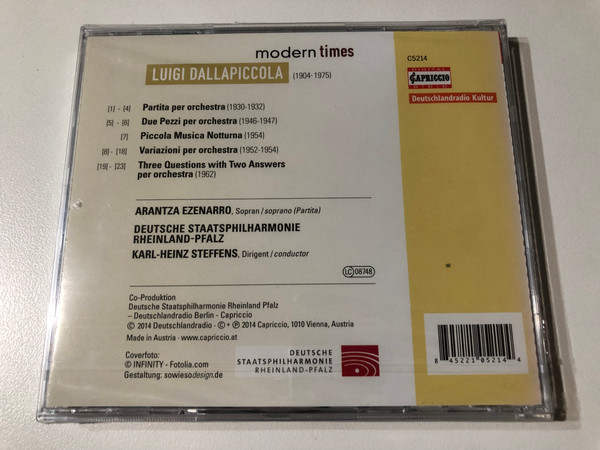 modern times
LUIGI DALLAPICCOLA (1904-1975)
C5214
DIGITAL
CAPRICCIO
Deutschlandradio Kultur
[1] - [4] Partita per orchestra (1930-1932)
[5] - [6] Due Pezzi per orchestra (1946-1947)
[7] Piccola Musica Notturna (1954)
[8] - [18] Variazioni per orchestra (1952-1954)
[19] - [23] Three Questions with Two Answers
per orchestra (1962)
ARANTZA EZENARRO, Sopran / soprano (Partita)
DEUTSCHE STAATSPHILHARMONIE
RHEINLAND-PFALZ
KARL-HEINZ STEFFENS, Dirigent / conductor
LC 08748
Co-Produktion
Deutsche Staatsphilharmonie Rheinland Pfalz
– Deutschlandradio Berlin - Capriccio
© 2014 Deutschlandradio · © + ℗ 2014 Capriccio, 1010 Vienna, Austria
Made in Austria · www.capriccio.at
Coverfoto:
© INFINITY - Fotolia.com
Gestaltung: sowiesodesign.de
DEUTSCHE
STAATSPHILHARMONIE
RHEINLAND-PFALZ
8 45221 05214 4